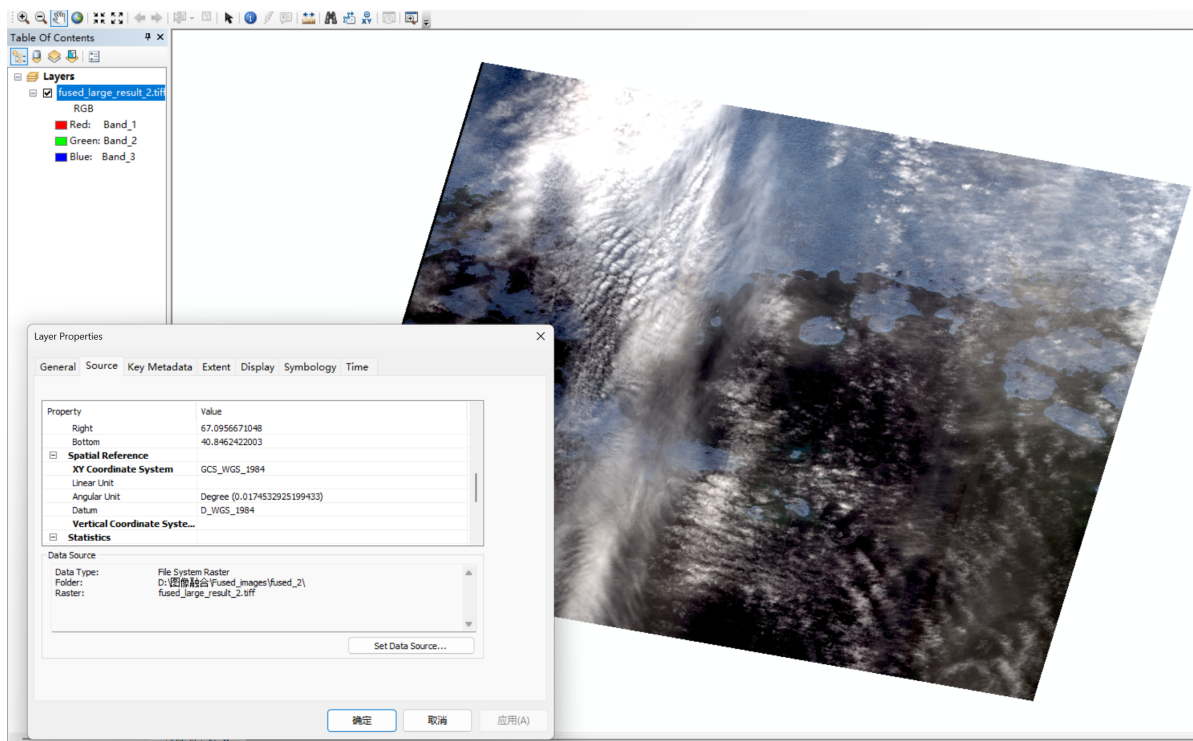 Table Of Contents
Layers
fused_large_result_2.tiff
RGB
Red: Band_1
Green: Band_2
Blue: Band_3
Layer Properties
General Source Key Metadata Extent Display Symbology Time
Property Value
Right 67.0956671048
Bottom 40.8462422003
Spatial Reference
XY Coordinate System GCS_WGS_1984
Linear Unit
Angular Unit Degree (0.0174532925199433)
Datum D_WGS_1984
Vertical Coordinate Syste...
Statistics
Data Source
Data Type: File System Raster
Folder: D:\图像融合\Fused_images\fused_2\
Raster: fused_large_result_2.tiff
Set Data Source...
确定 取消 应用(A)